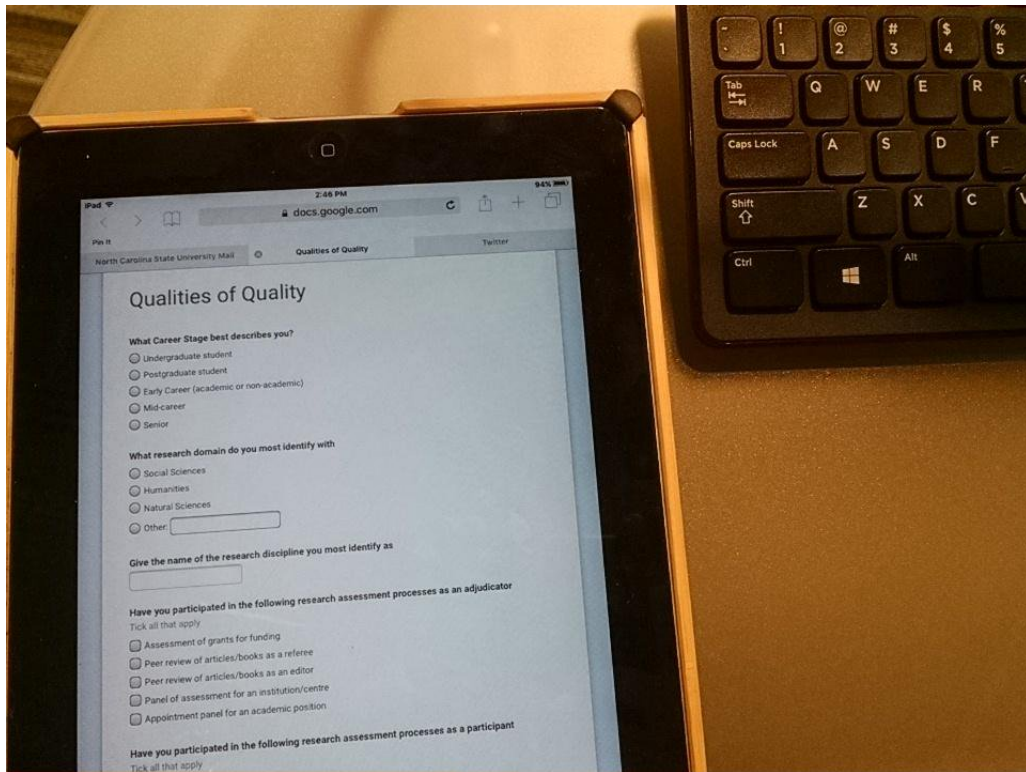 iPad
2:46 PM
94%
docs.google.com
Pin It
North Carolina State University Mail
Qualities of Quality
Twitter
Qualities of Quality
What Career Stage best describes you?
Undergraduate student
Postgraduate student
Early Career (academic or non-academic)
Mid-career
Senior
What research domain do you most identify with
Social Sciences
Humanities
Natural Sciences
Other:
Give the name of the research discipline you most identify as
Have you participated in the following research assessment processes as an adjudicator
Tick all that apply
Assessment of grants for funding
Peer review of articles/books as a referee
Peer review of articles/books as an editor
Panel of assessment for an institution/centre
Appointment panel for an academic position
Have you participated in the following research assessment processes as a participant
Tick all that apply
~ ! @ # $ %
` 1 2 3 4 5
Tab Q W E R
Caps Lock A S D F
Shift Z X C V
Ctrl Alt